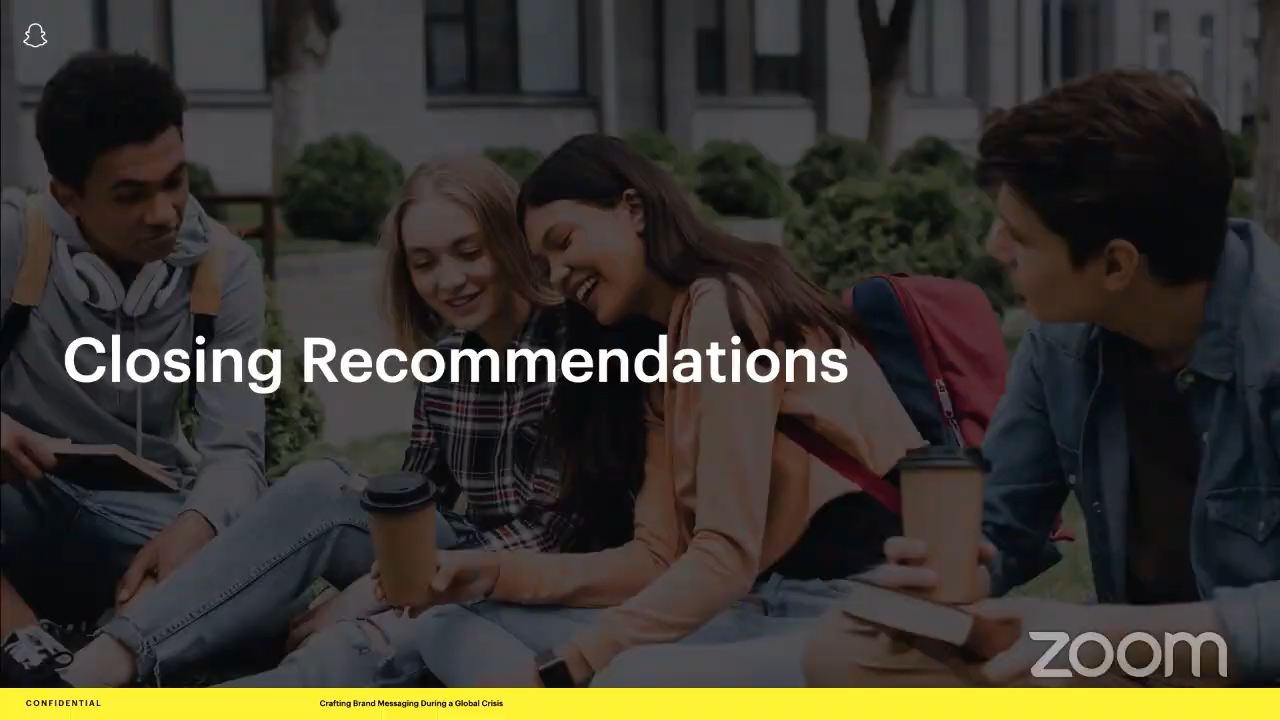 Closing Recommendations
zoom
CONFIDENTIAL
Crafting Brand Messaging During a Global Crisis